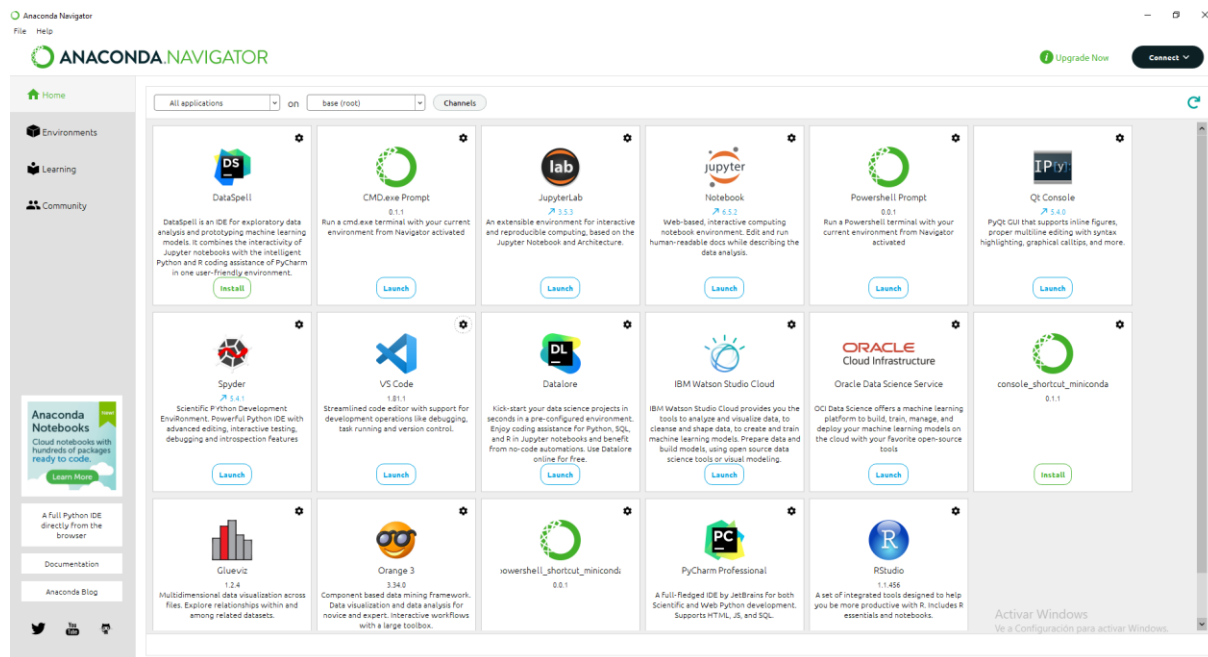 Anaconda Navigator
File Help
ANACONDA.NAVIGATOR
Upgrade Now
Connect
Home
Environments
Learning
Community
All applications
on
base (root)
Channels
DS
DataSpell
DataSpell is an IDE for exploratory data
analysis and prototyping machine learning
models. It combines the interactivity of
Jupyter notebooks with the intelligent
Python and R coding assistance of PyCharm
in one user-friendly environment.
Install
CMD.exe Prompt
0.1.1
Run a cmd.exe terminal with your current
environment from Navigator activated
Launch
lab
JupyterLab
3.5.3
An extensible environment for interactive
and reproducible computing, based on the
Jupyter Notebook and Architecture.
Launch
jupyter
Notebook
6.5.2
Web-based, interactive computing
notebook environment. Edit and run
human-readable docs while describing the
data analysis.
Launch
Powershell Prompt
0.0.1
Run a Powershell terminal with your
current environment from Navigator
activated
Launch
IP[y]:
Qt Console
5.4.0
PyQt GUI that supports inline figures,
proper multiline editing with syntax
highlighting, graphical calltips, and more.
Launch
Spyder
5.4.1
Scientific PYthon Development
EnviRonment. Powerful Python IDE with
advanced editing, interactive testing,
debugging and introspection features
Launch
VS Code
1.81.1
Streamlined code editor with support for
development operations like debugging,
task running and version control.
Launch
DL
Datalore
Kick-start your data science projects in
seconds in a pre-configured environment.
Enjoy coding assistance for Python, SQL,
and R in Jupyter notebooks and benefit
from no-code automations. Use Datalore
online for free.
Launch
IBM Watson Studio Cloud
IBM Watson Studio Cloud provides you the
tools to analyze and visualize data, to
cleanse and shape data, to create and train
machine learning models. Prepare data and
build models, using open source data
science tools or visual modeling.
Launch
ORACLE
Cloud Infrastructure
Oracle Data Science Service
OCI Data Science offers a machine learning
platform to build, train, manage, and
deploy your machine learning models on
the cloud with your favorite open-source
tools
Launch
console_shortcut_miniconda
0.1.1
Install
Glueviz
1.2.4
Multidimensional data visualization across
files. Explore relationships within and
among related datasets.
Orange 3
3.34.0
Component based data mining framework.
Data visualization and data analysis for
novice and expert. Interactive workflows
with a large toolbox.
powershell_shortcut_miniconda
0.0.1
PC
PyCharm Professional
A full-fledged IDE by JetBrains for both
Scientific and Web Python development.
Supports HTML, JS, and SQL.
R
RStudio
1.1.456
A set of integrated tools designed to help
you be more productive with R. Includes R
essentials and notebooks.
Anaconda
Notebooks
Cloud notebooks with
hundreds of packages
ready to code.
Learn More
A full Python IDE
directly from the
browser
Documentation
Anaconda Blog
You
Tube
Activar Windows
Ve a Configuración para activar Windows.